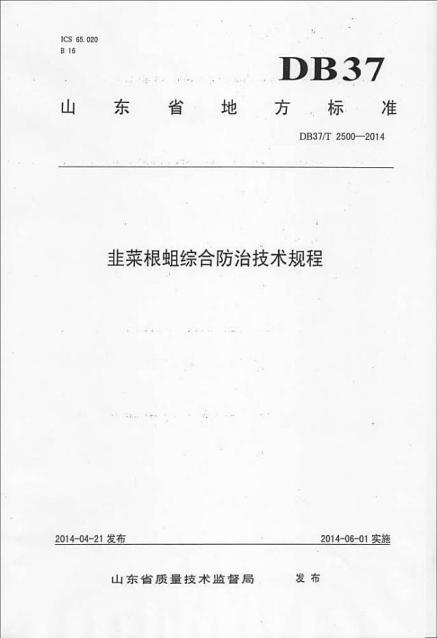 ICS 65.020
B 16
DB37
山东省地方标准
DB37/T 2500—2014
韭菜根蛆综合防治技术规程
2014-04-21 发布
2014-06-01 实施
山东省质量技术监督局 发布